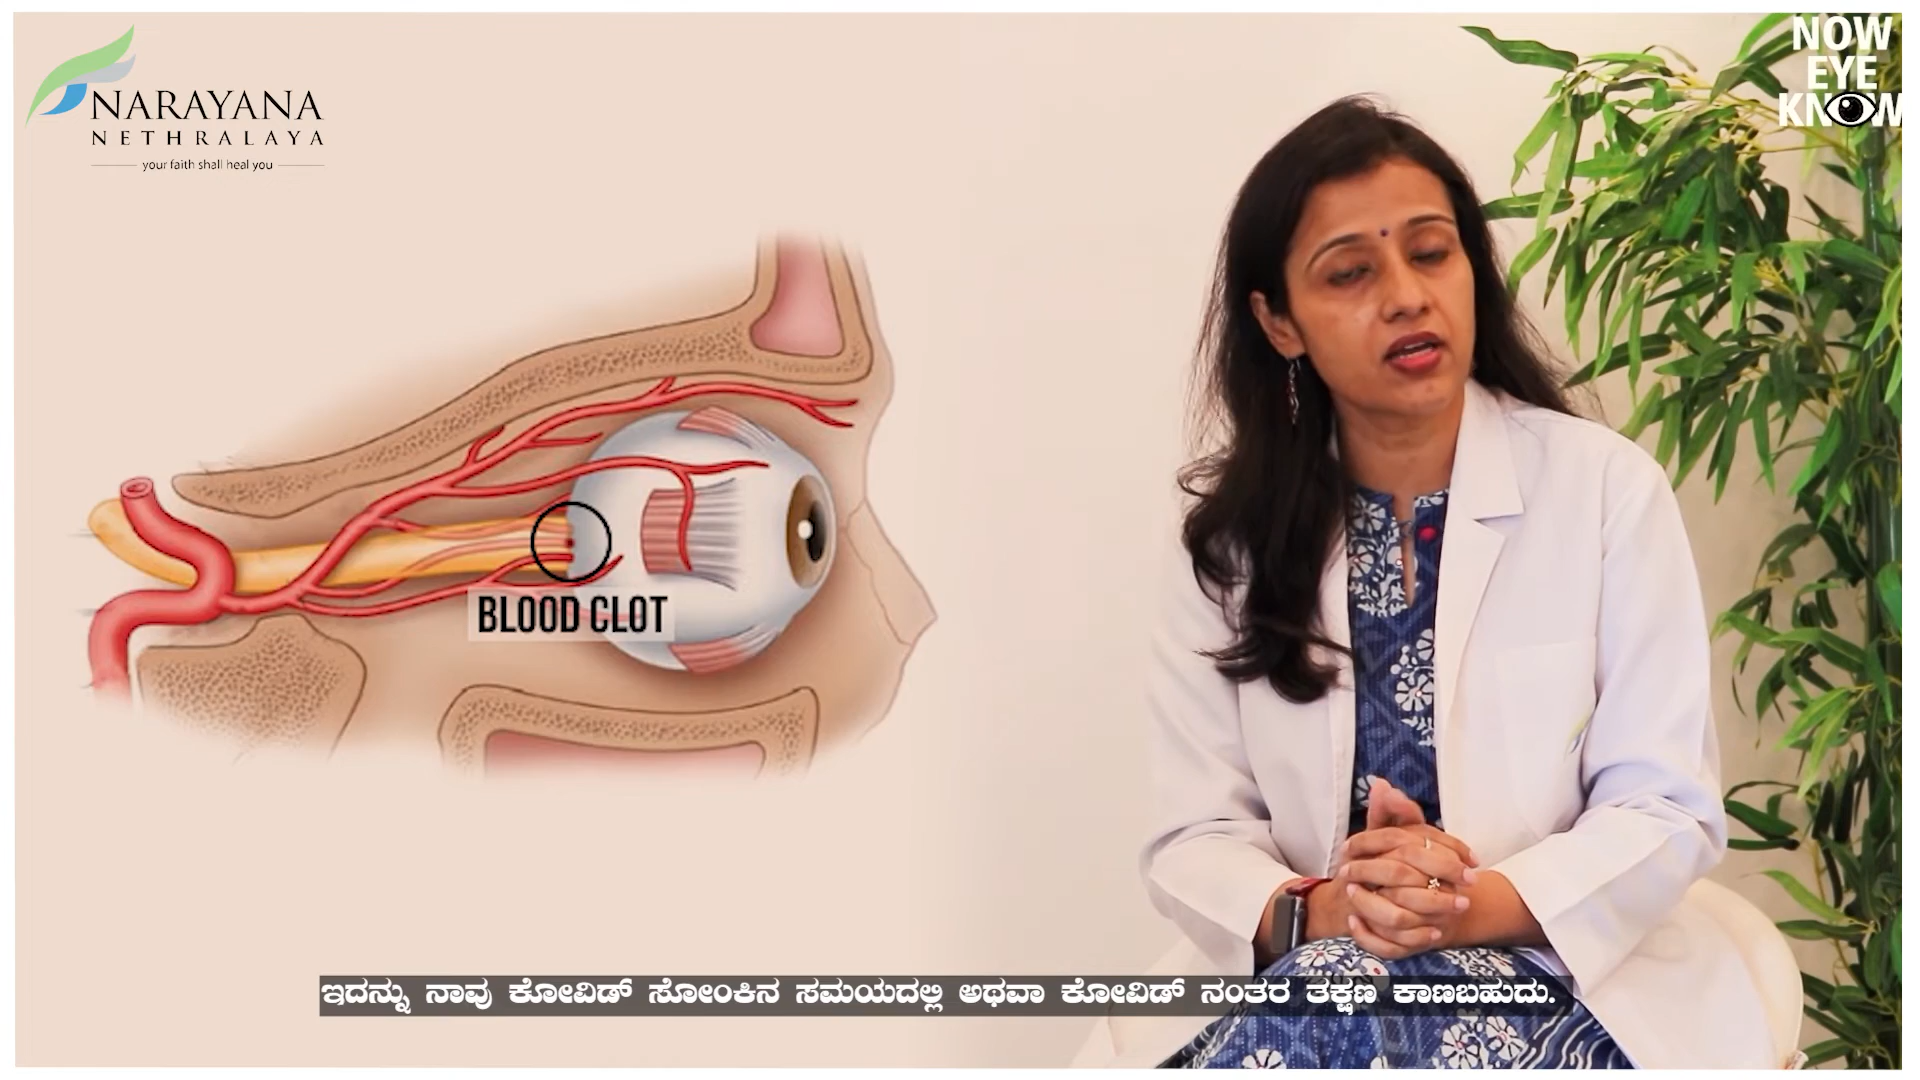 NARAYANA
NETHRALAYA
your faith shall heal you
NOW
EYE
KNOW
BLOOD CLOT
ಇದನ್ನು ನಾವು ಕೋವಿಡ್ ಸೋಂಕಿನ ಸಮಯದಲ್ಲಿ ಅಥವಾ ಕೋವಿಡ್ ನಂತರ ತಕ್ಷಣ ಕಾಣಬಹುದು.